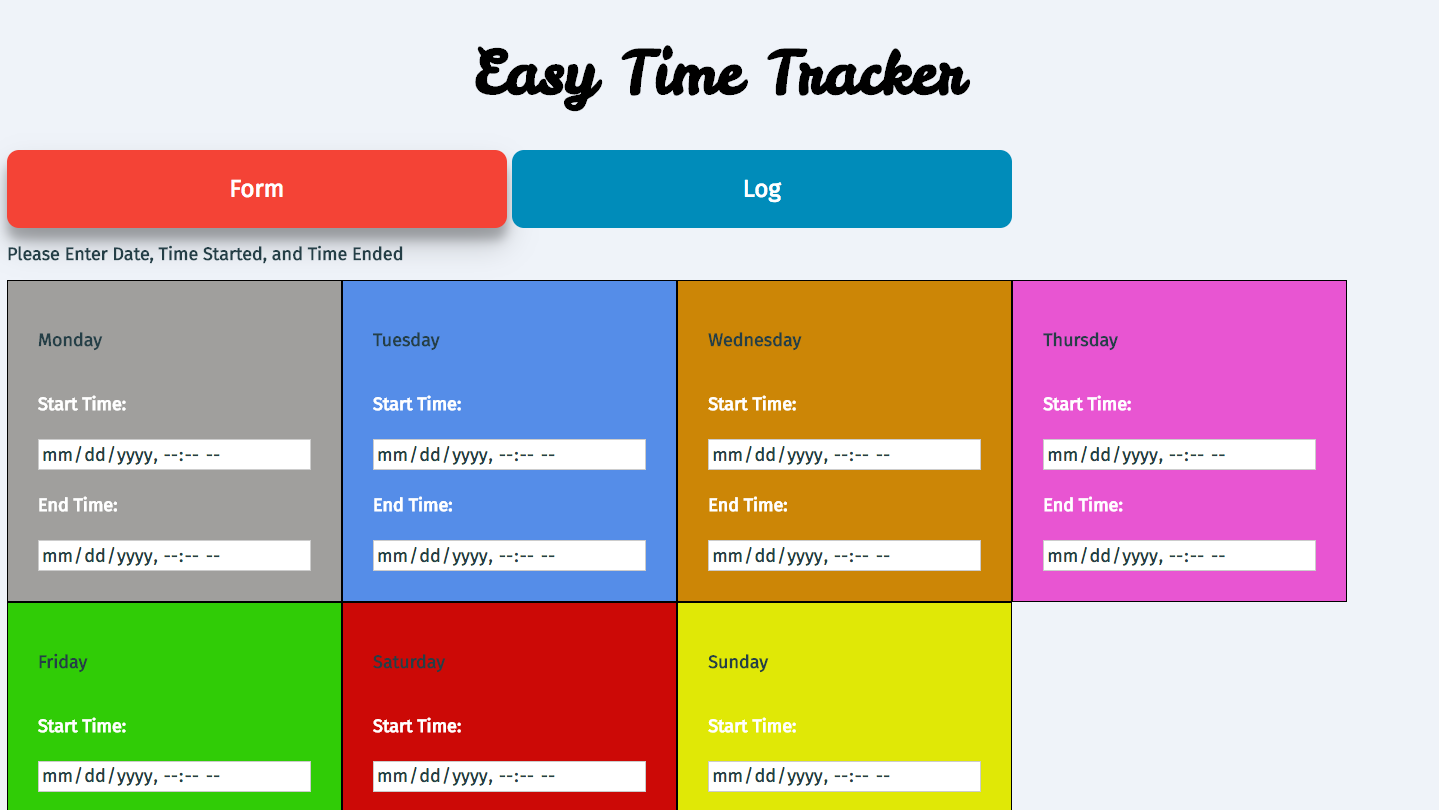 Easy Time Tracker
Form Log
Please Enter Date, Time Started, and Time Ended
Monday Tuesday Wednesday Thursday
Start Time: Start Time: Start Time: Start Time:
mm/dd/yyyy, --:-- -- mm/dd/yyyy, --:-- -- mm/dd/yyyy, --:-- -- mm/dd/yyyy, --:-- --
End Time: End Time: End Time: End Time:
mm/dd/yyyy, --:-- -- mm/dd/yyyy, --:-- -- mm/dd/yyyy, --:-- -- mm/dd/yyyy, --:-- --
Friday Saturday Sunday
Start Time: Start Time: Start Time:
mm/dd/yyyy, --:-- -- mm/dd/yyyy, --:-- -- mm/dd/yyyy, --:-- --